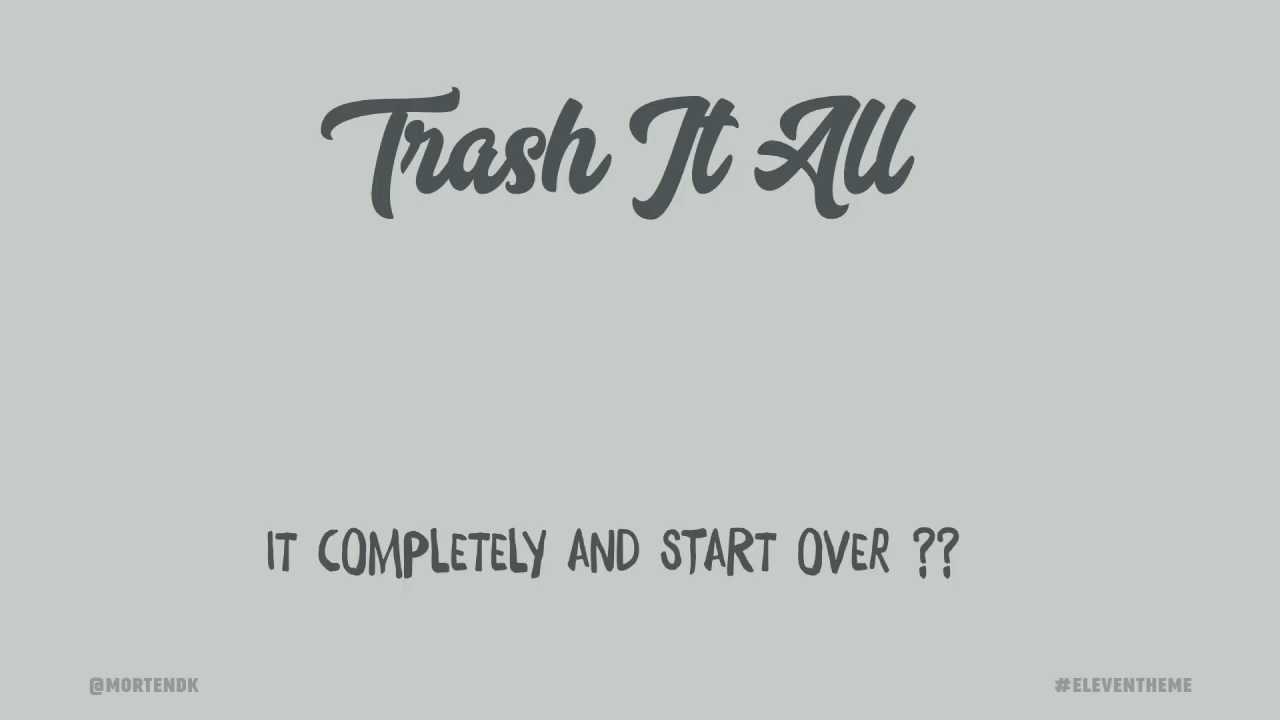 Trash It All
IT COMPLETELY AND START OVER ??
@MORTENDK
#ELEVENTHEME